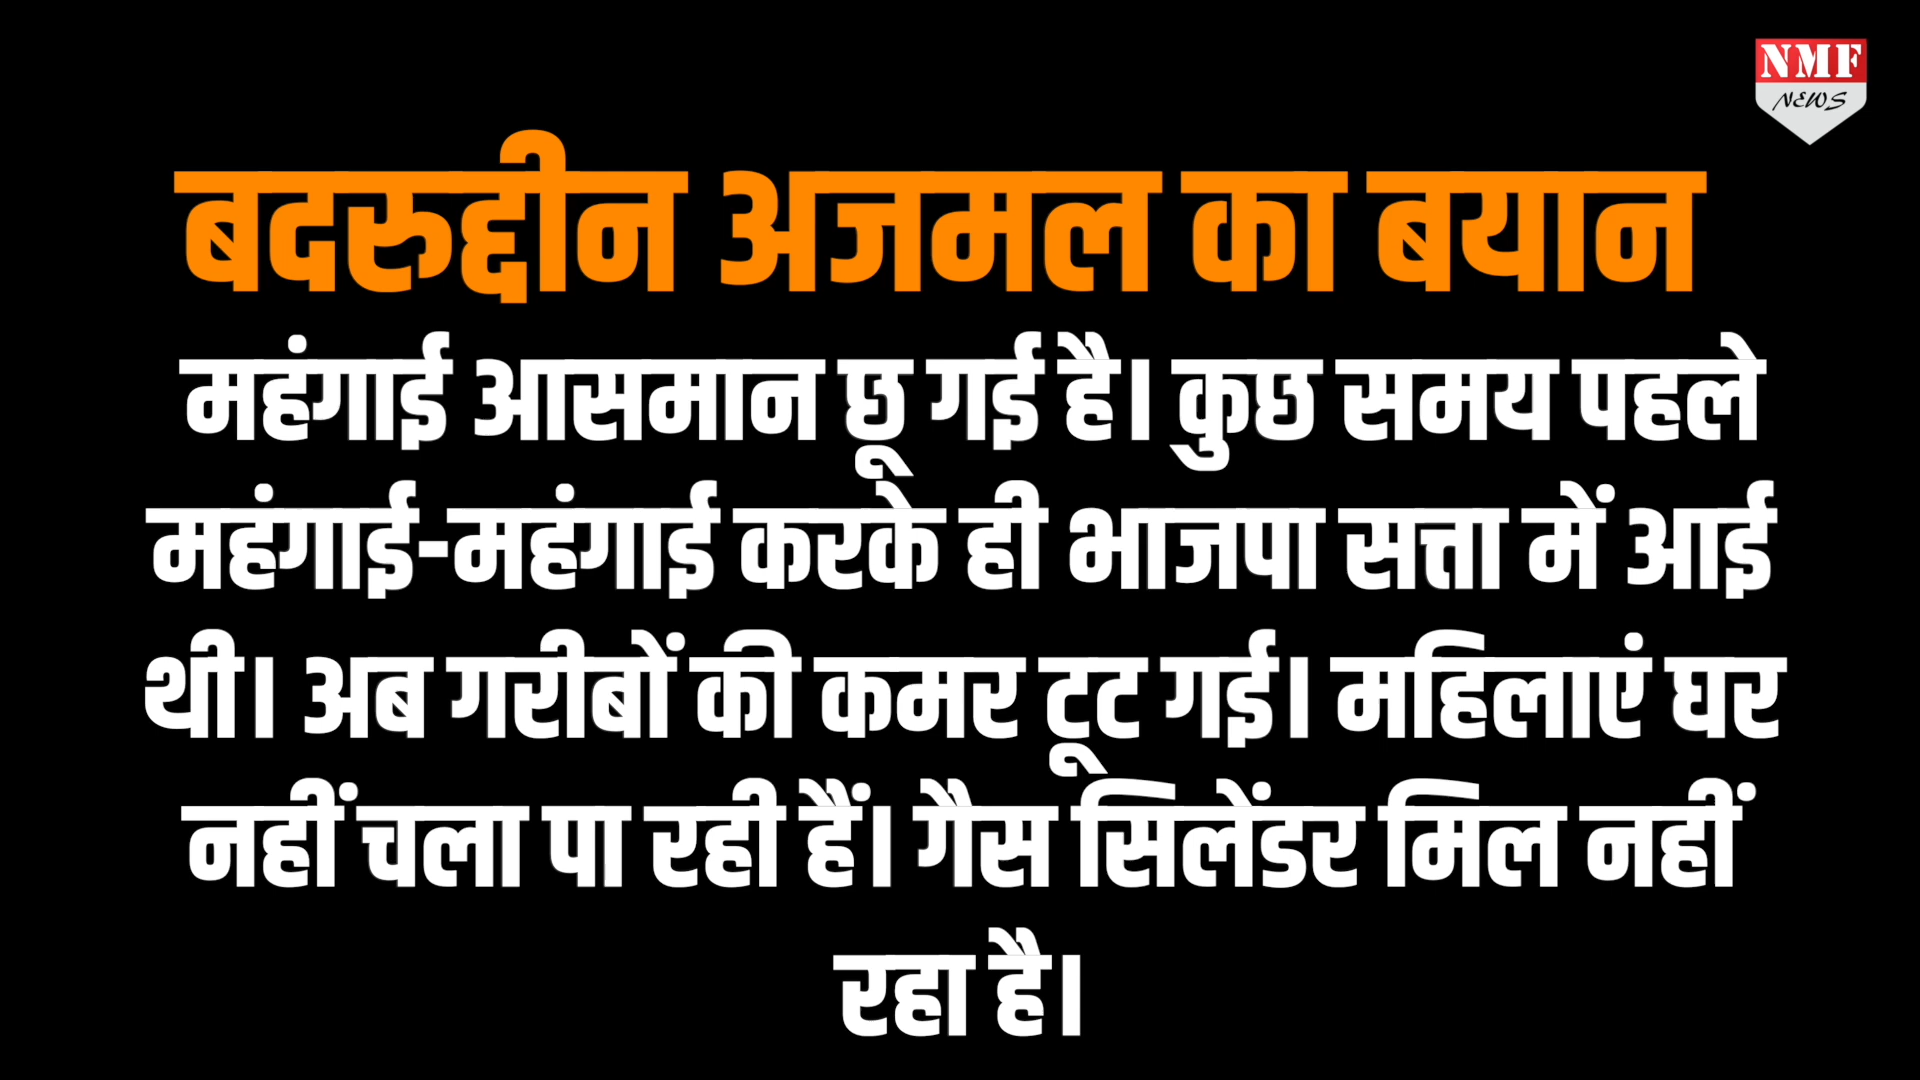 NMF
NEWS
बदरुद्दीन अजमल का बयान
महंगाई आसमान छू गई है। कुछ समय पहले
महंगाई-महंगाई करके ही भाजपा सत्ता में आई
थी। अब गरीबों की कमर टूट गई। महिलाएं घर
नहीं चला पा रही हैं। गैस सिलेंडर मिल नहीं
रहा है।